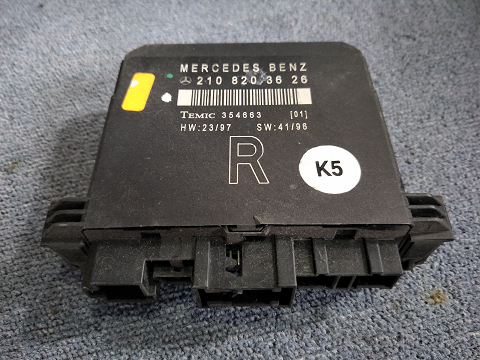 MERCEDES BENZ
210 820 36 26
TEMIC 354663 [01]
HW:23/97 SW:41/96
R
K5